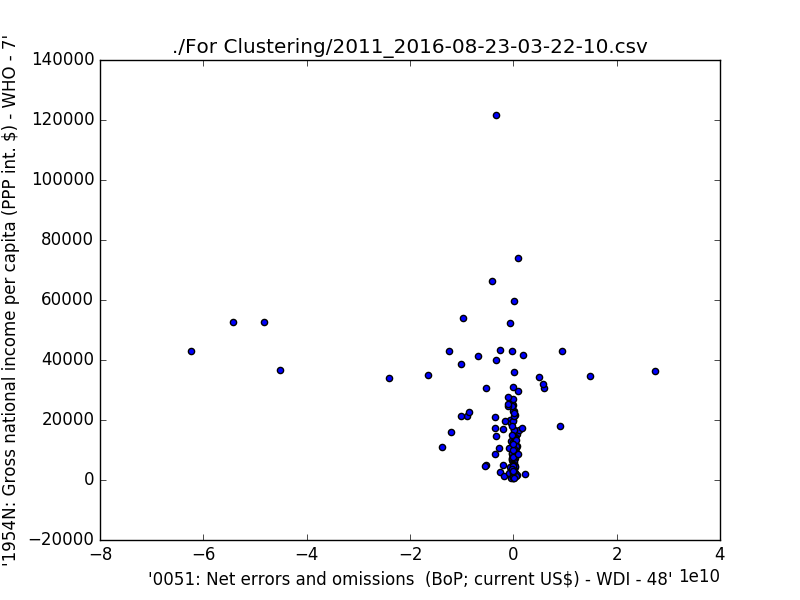 ./For Clustering/2011_2016-08-23-03-22-10.csv
'1954N: Gross national income per capita (PPP int. $) - WHO - 7'
140000
120000
100000
80000
60000
40000
20000
0
−20000
−8 −6 −4 −2 0 2 4
1e10
'0051: Net errors and omissions  (BoP; current US$) - WDI - 48'